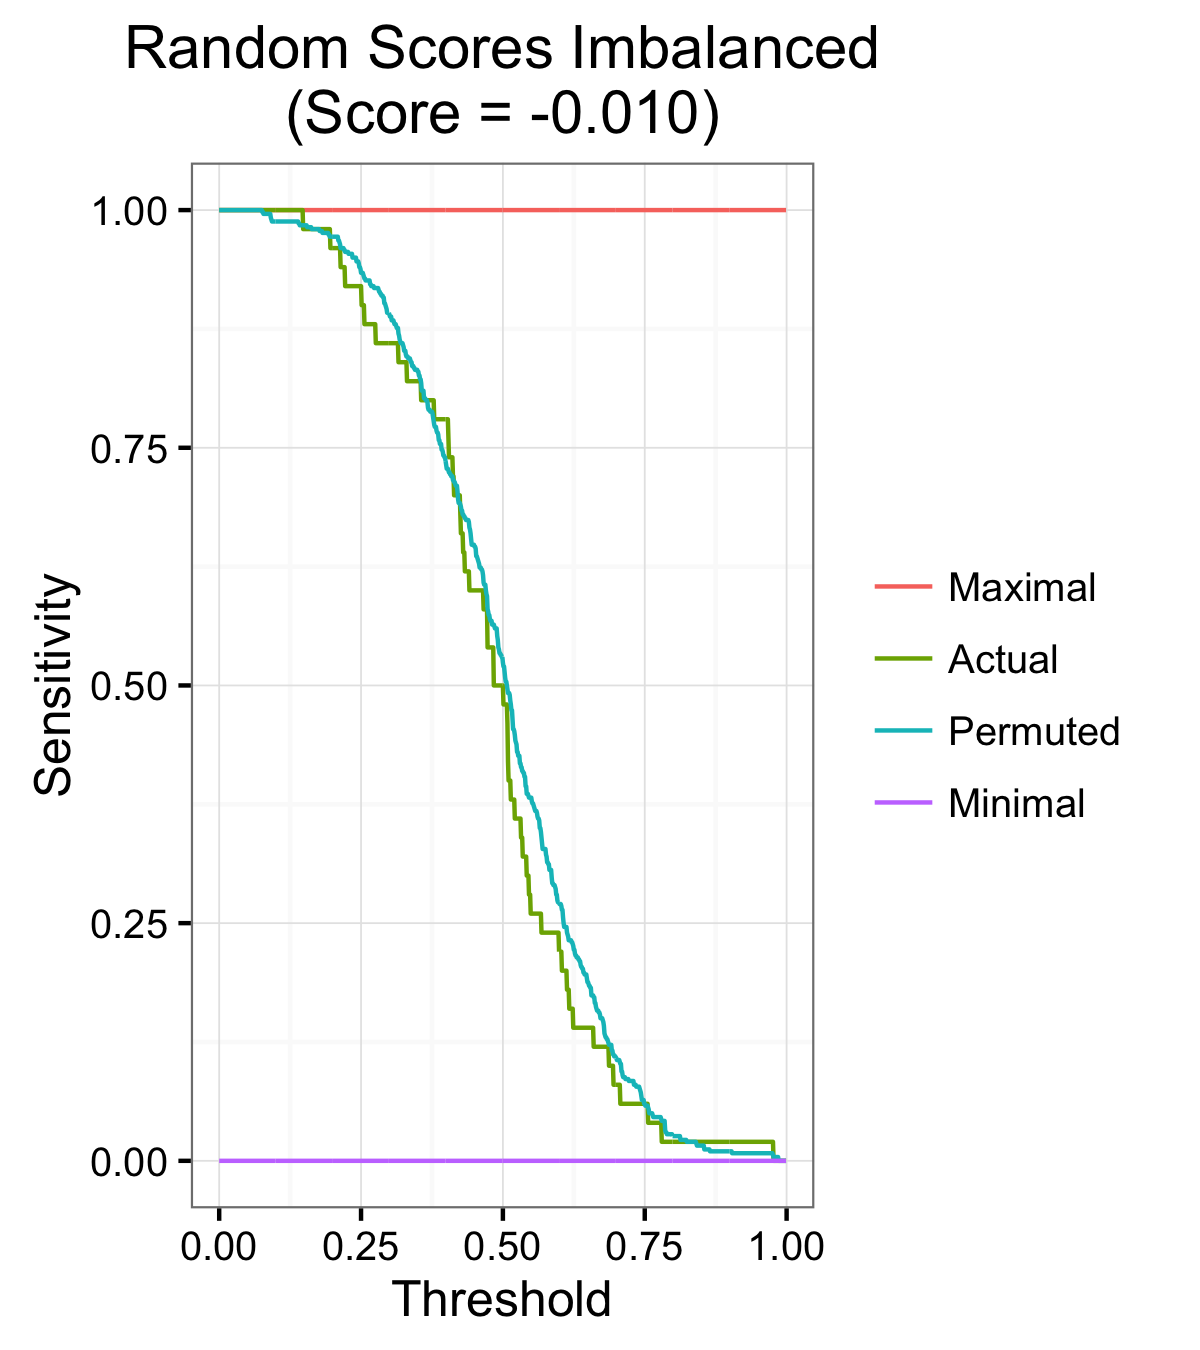 Random Scores Imbalanced
(Score = -0.010)
1.00
0.75
0.50
0.25
0.00
Sensitivity
0.00 0.25 0.50 0.75 1.00
Threshold
Maximal
Actual
Permuted
Minimal